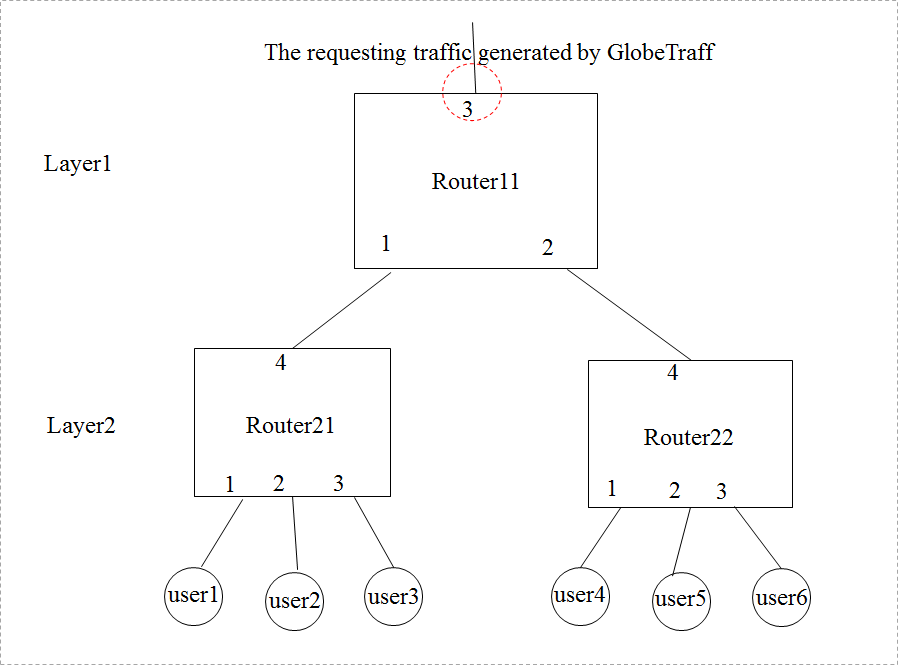 The requesting traffic generated by GlobeTraff
3
Layer1
Router11
1
2
4
4
Layer2
Router21
Router22
1
2
3
1
2
3
user1
user2
user3
user4
user5
user6